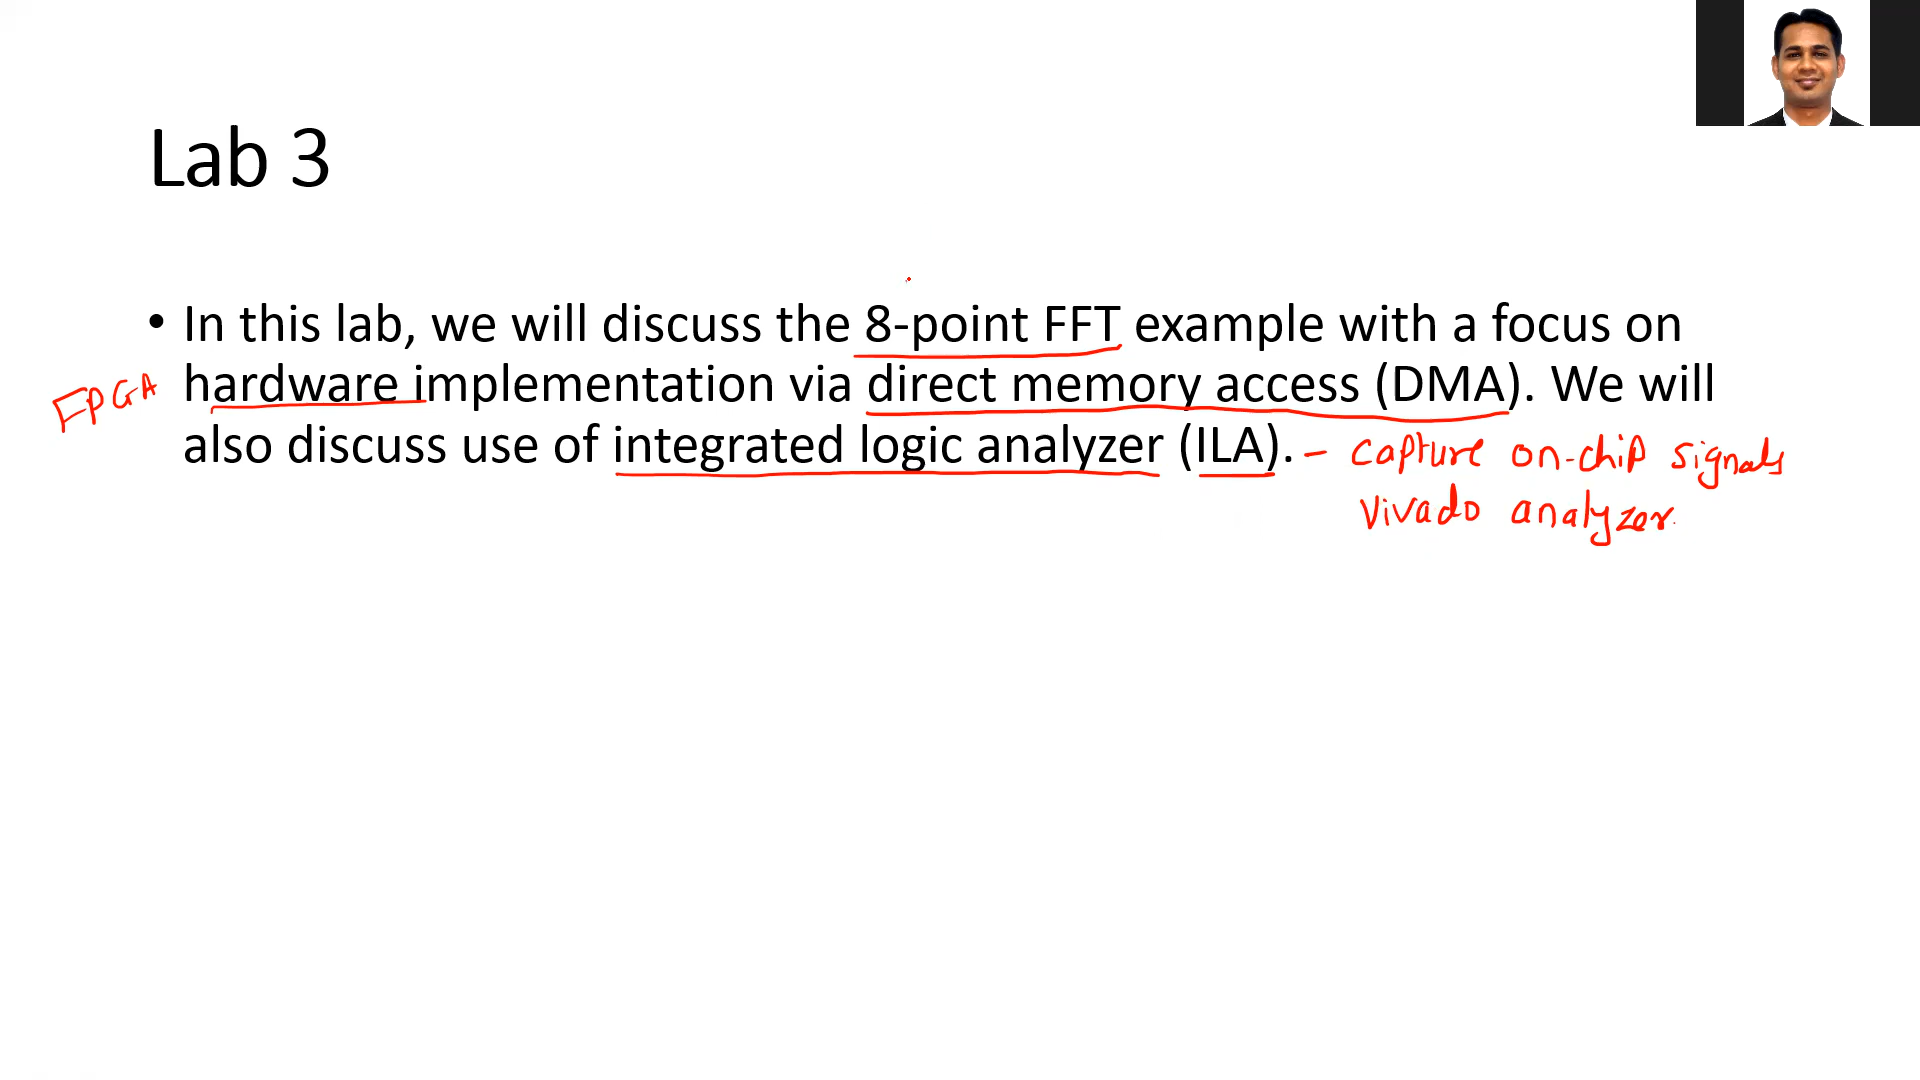 Lab 3
• In this lab, we will discuss the 8-point FFT example with a focus on
FPGA hardware implementation via direct memory access (DMA). We will
also discuss use of integrated logic analyzer (ILA). – capture on-chip signals
Vivado analyzer.